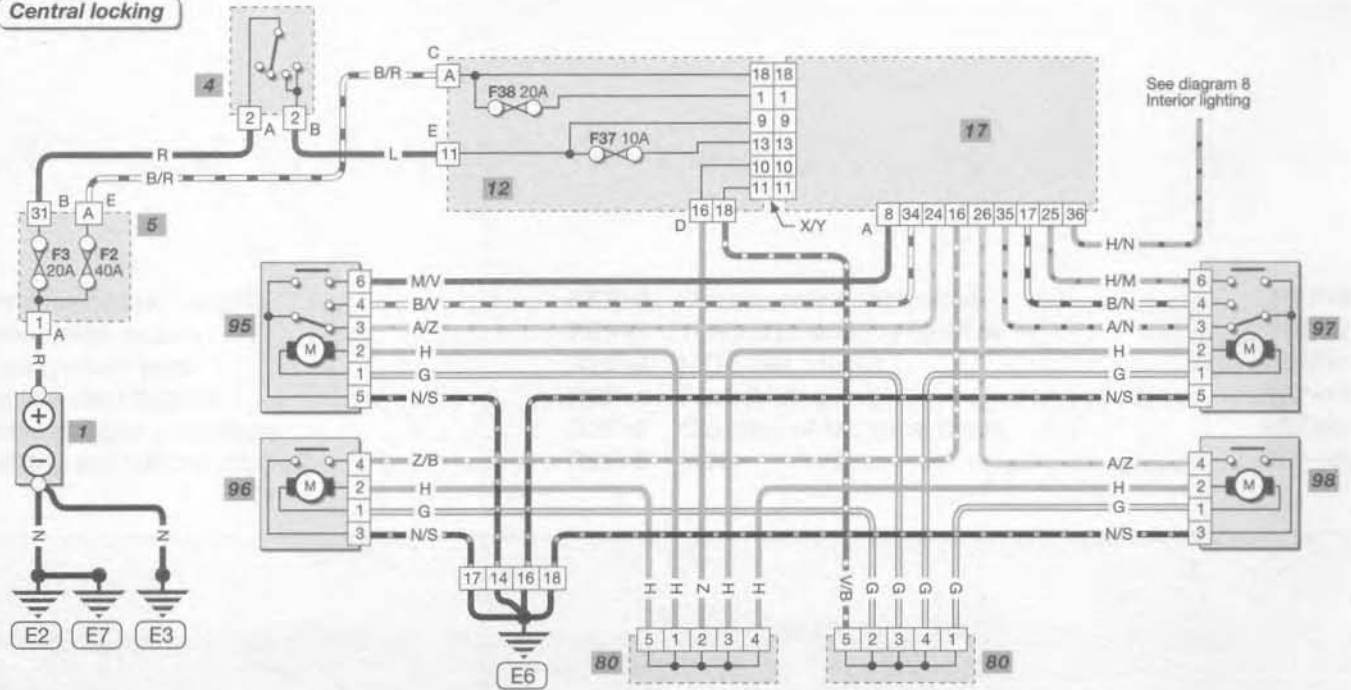 Central locking
4
2 A
2 B
R
B/R
B/R
L
C
A
E
11
F38 20A
F37 10A
12
18 18
1 1
9 9
13 13
10 10
11 11
X/Y
17
See diagram 8
Interior lighting
31 B
A E
5
F3
20A
F2
40A
1
A
R
1
N
N
E2
E7
E3
D
16 18
A
8 34 24 16 26 35 17 25 36
H/N
95
6 M/V
4 B/V
3 A/Z
M
2 H
1 G
5 N/S
96
4 Z/B
M
2 H
1 G
3 N/S
97
H/M 6
B/N 4
A/N 3
M
H 2
G 1
N/S 5
98
A/Z 4
M
H 2
G 1
N/S 3
17 14 16 18
E6
H H Z H H
5 1 2 3 4
80
V/B G G G G
5 2 3 4 1
80